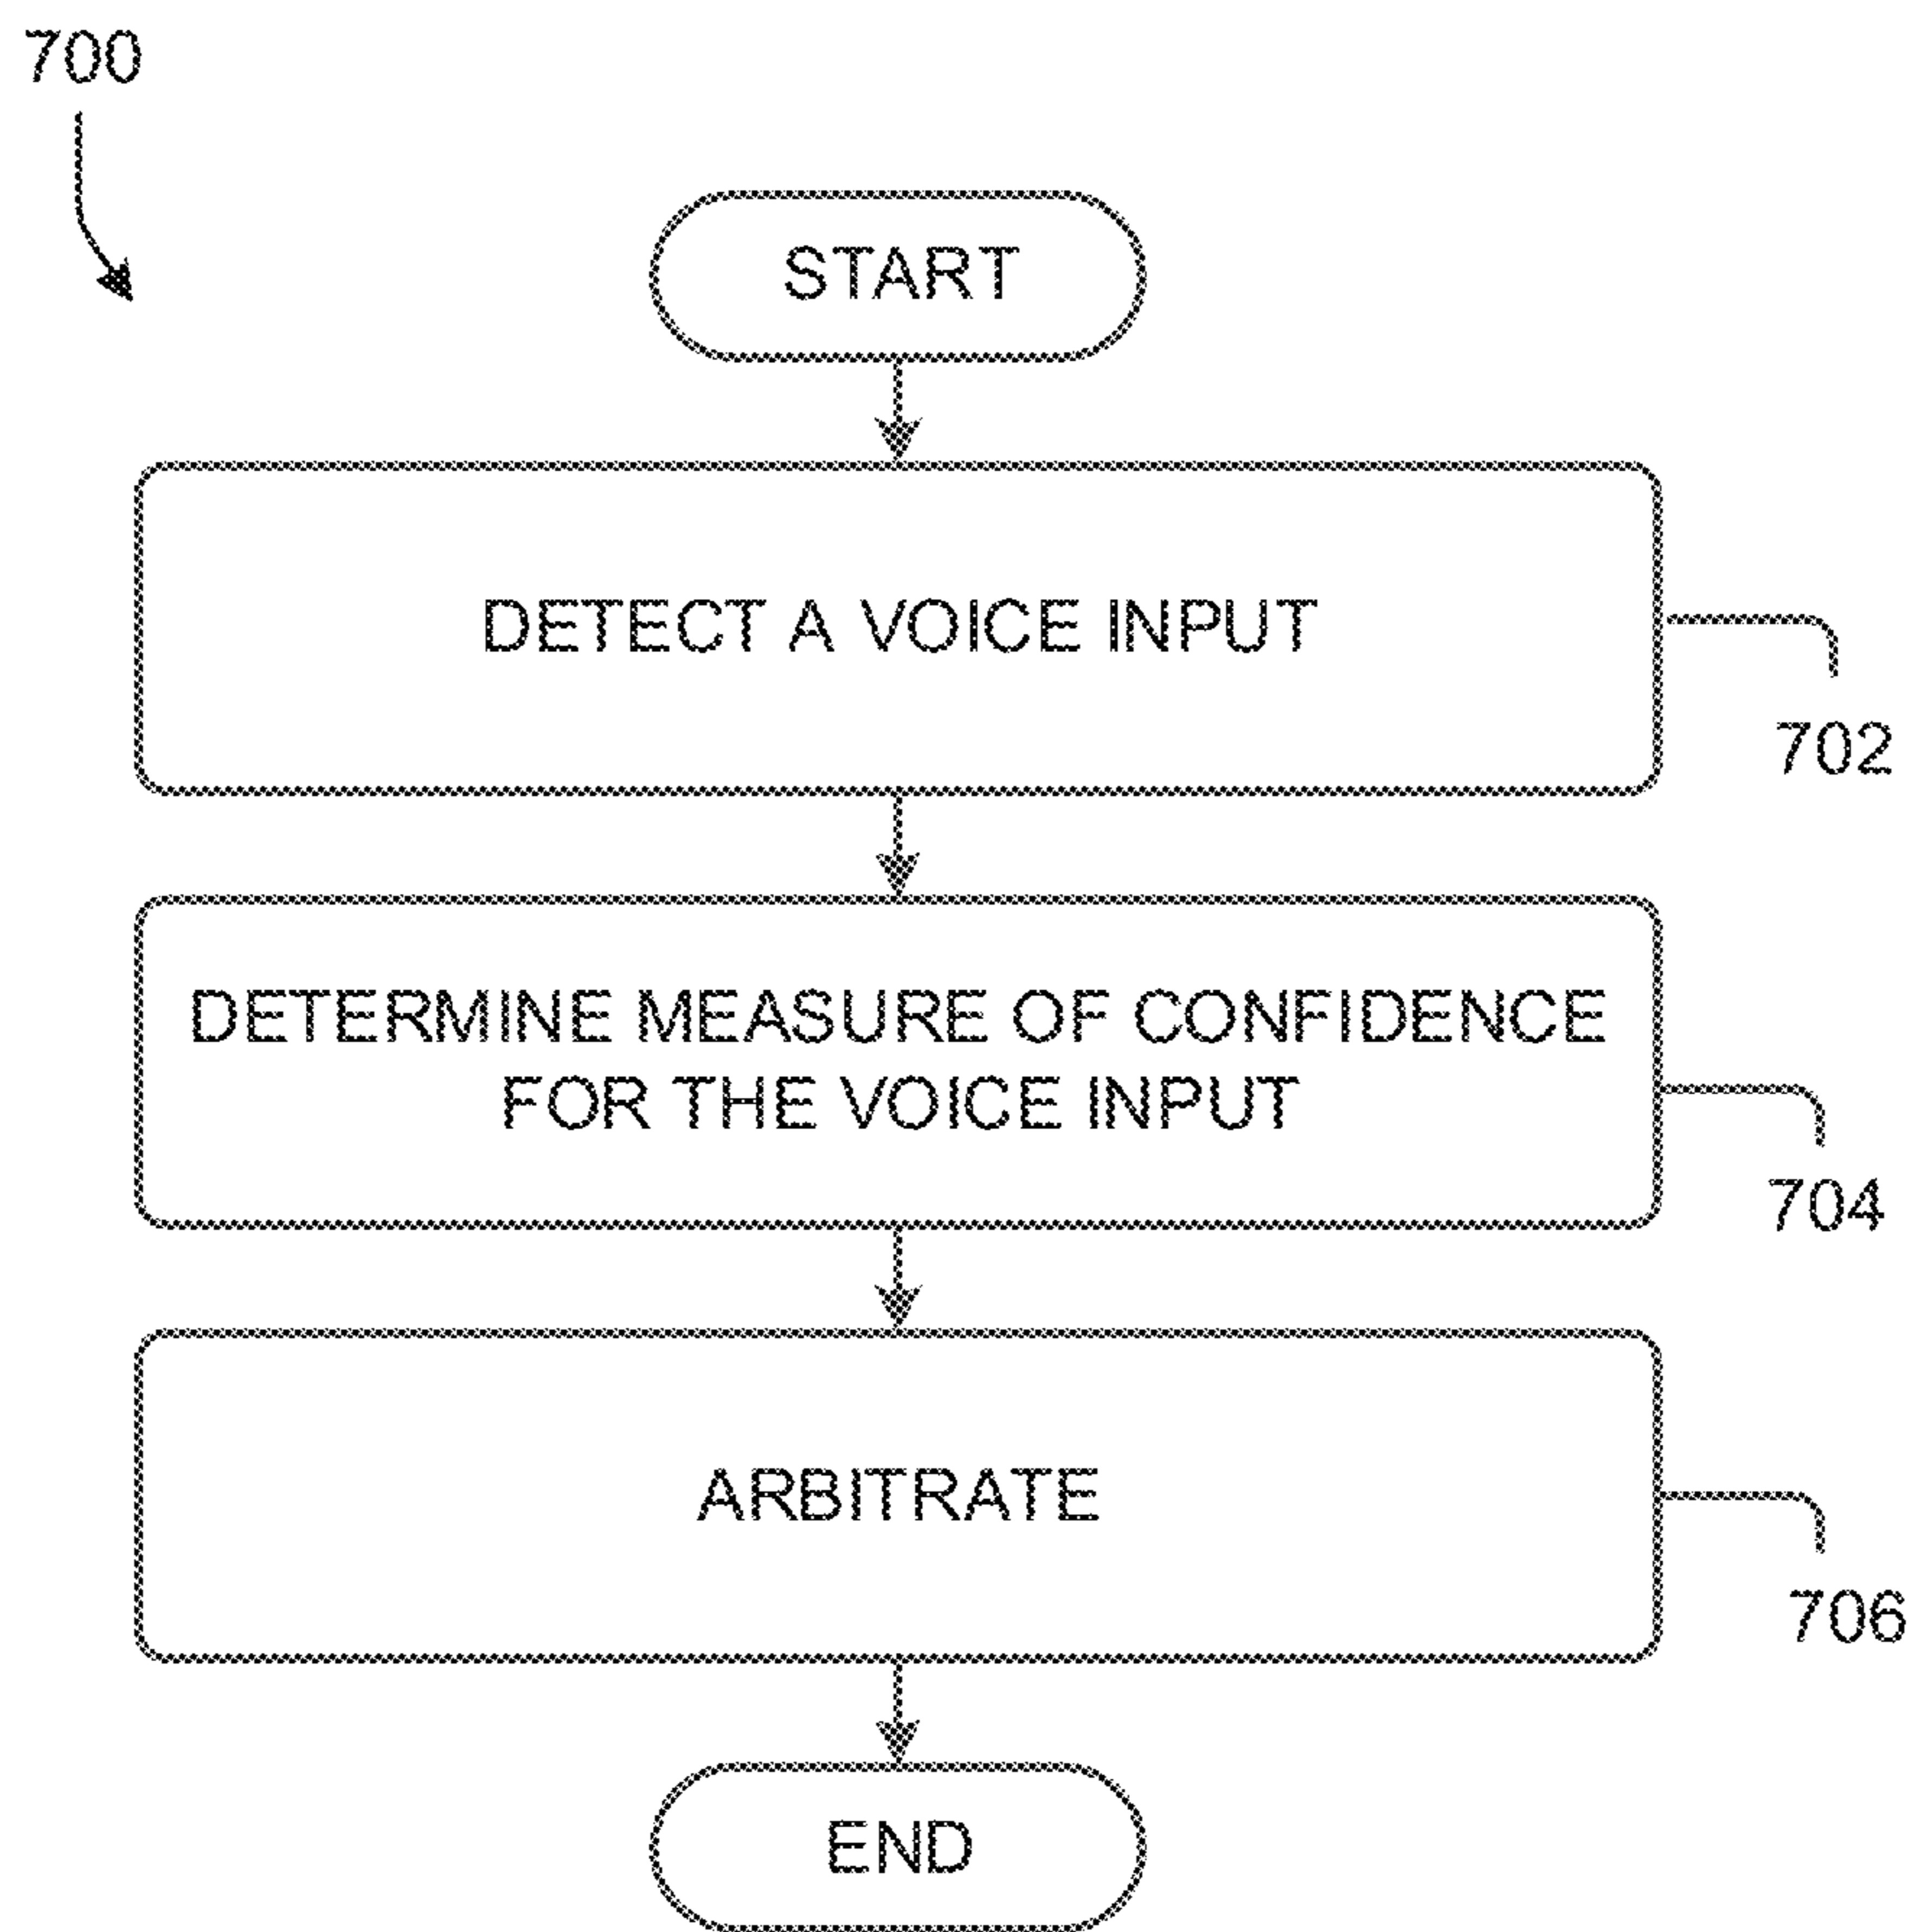 700
START
DETECT A VOICE INPUT
702
DETERMINE MEASURE OF CONFIDENCE
FOR THE VOICE INPUT
704
ARBITRATE
706
END